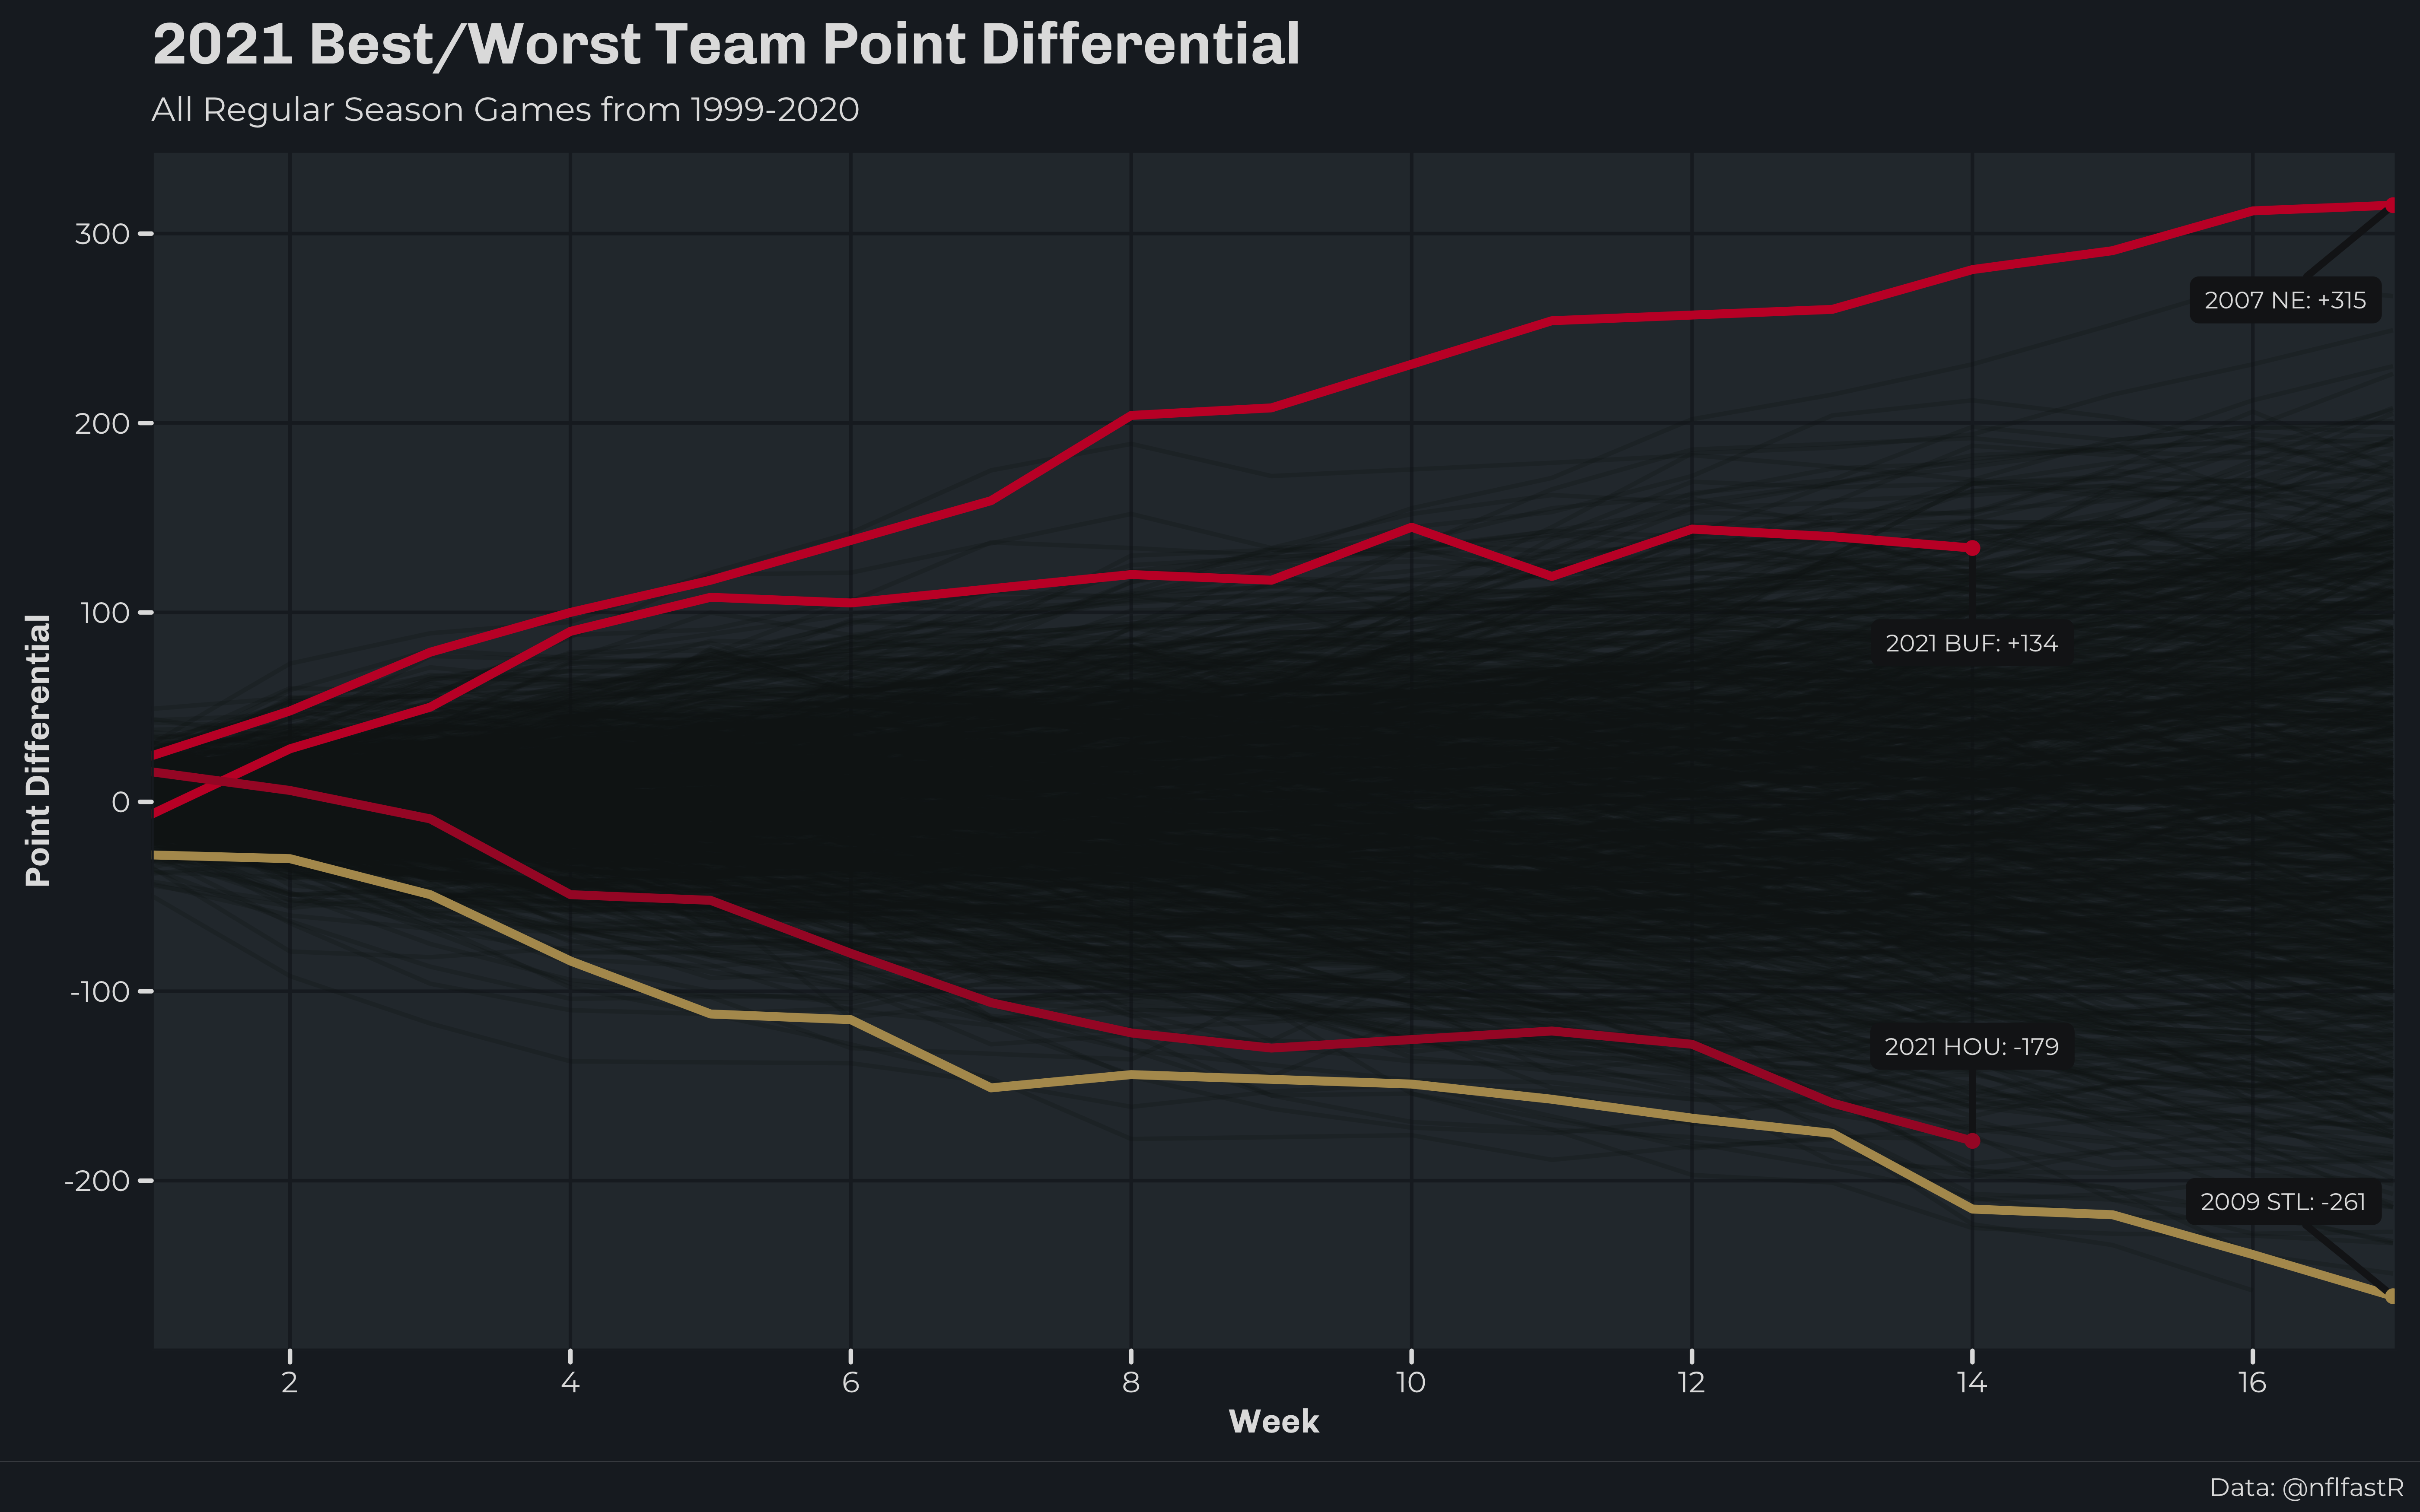 2021 Best/Worst Team Point Differential
All Regular Season Games from 1999-2020
Point Differential
300
200
100
0
-100
-200
2007 NE: +315
2021 BUF: +134
2021 HOU: -179
2009 STL: -261
2
4
6
8
10
12
14
16
Week
Data: @nflfastR